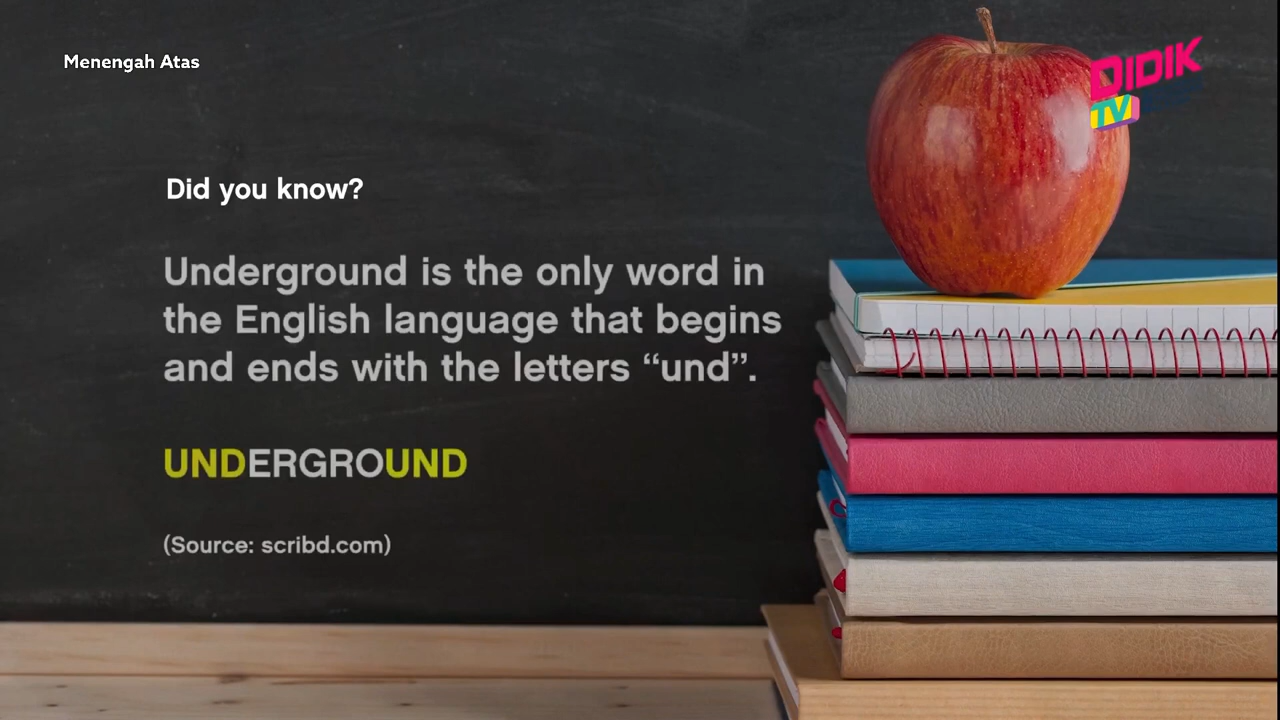 Menengah Atas
DIDIK
TV
Did you know?
Underground is the only word in
the English language that begins
and ends with the letters “und”.
UNDERGROUND
(Source: scribd.com)